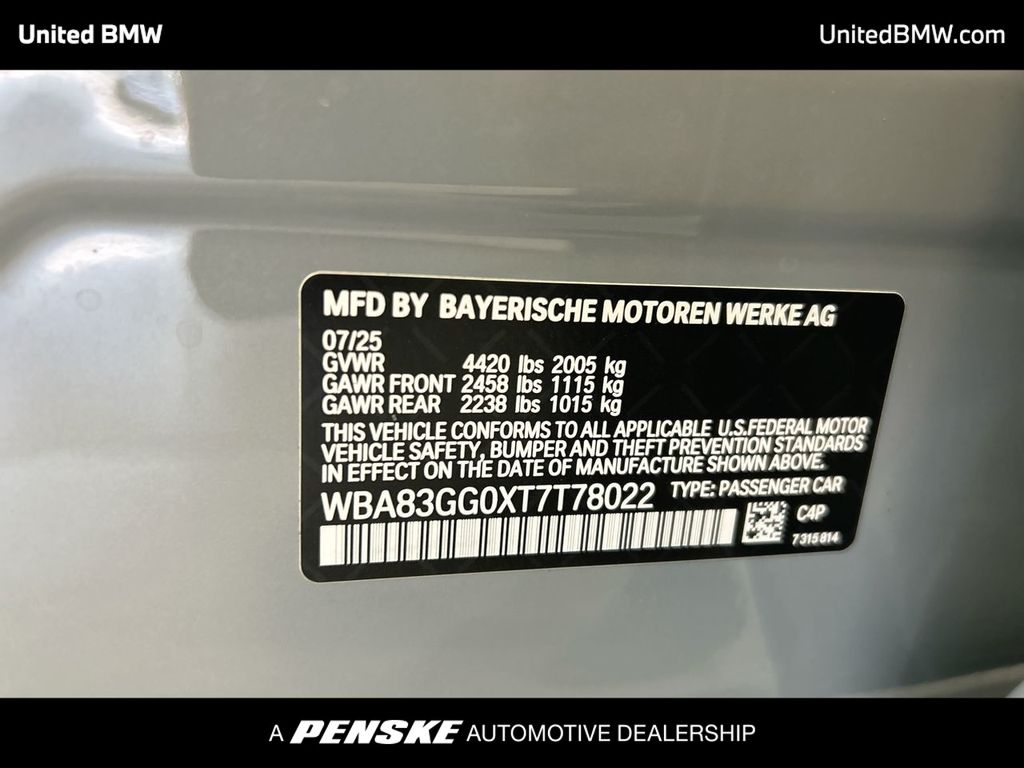 United BMW
UnitedBMW.com
MFD BY BAYERISCHE MOTOREN WERKE AG
07/25
GVWR 4420 lbs 2005 kg
GAWR FRONT 2458 lbs 1115 kg
GAWR REAR 2238 lbs 1015 kg
THIS VEHICLE CONFORMS TO ALL APPLICABLE U.S.FEDERAL MOTOR
VEHICLE SAFETY, BUMPER AND THEFT PREVENTION STANDARDS
IN EFFECT ON THE DATE OF MANUFACTURE SHOWN ABOVE.
WBA83GG0XT7T78022 TYPE: PASSENGER CAR
C4P
7 315 814
A PENSKE AUTOMOTIVE DEALERSHIP